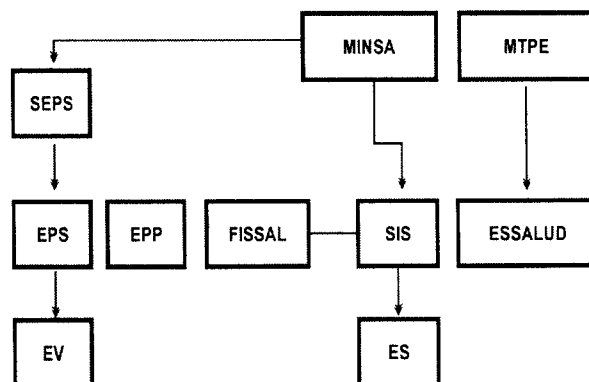 MINSA
MTPE
SEPS
EPS
EPP
FISSAL
SIS
ESSALUD
EV
ES